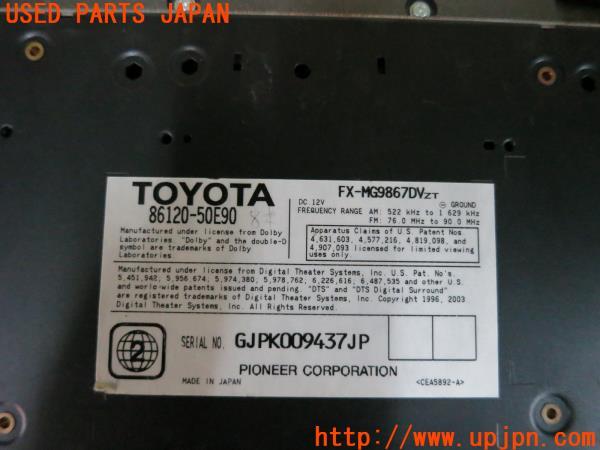 USED PARTS JAPAN
TOYOTA
86120-50E90
FX-MG9867DVZT
DC 12V
⊖ GROUND
FREQUENCY RANGE AM: 522 kHz to 1 629 kHz
FM: 76.0 MHz to 90.0 MHz
Manufactured under license from Dolby
Laboratories. "Dolby" and the double-D
symbol are trademarks of Dolby
Laboratories
Apparatus Claims of U.S. Patent Nos.
4,631,603, 4,577,216, 4,819,098, and
4,907,093 licensed for limited viewing
uses only.
Manufactured under license from Digital Theater Systems, Inc. U.S. Pat. No's.
5,451,942, 5,956,674, 5,974,380, 5,978,762, 6,226,616, 6,487,535 and other U.S.
and world-wide patents issued and pending. "DTS" and "DTS Digital Surround"
are registered trademarks of Digital Theater Systems, Inc. Copyright 1996, 2003
Digital Theater Systems, Inc. All Rights Reserved.
2
SERIAL NO. GJPK009437JP
MADE IN JAPAN
PIONEER CORPORATION
<CEA5892-A>
UPJ http://www.upjpn.com